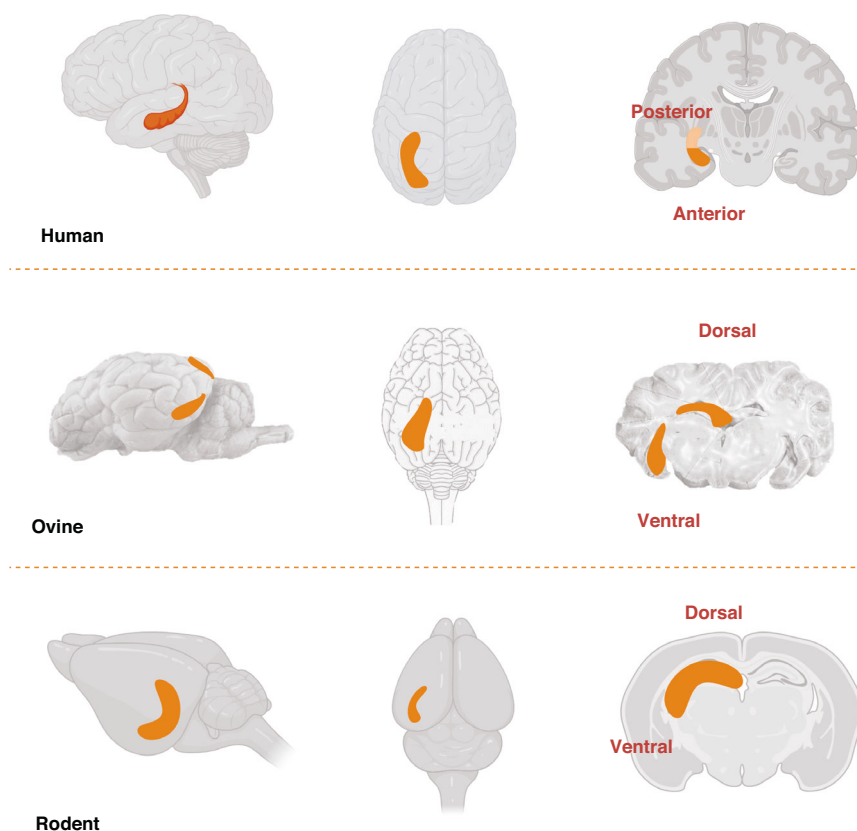 Posterior
Anterior
Human
Dorsal
Ventral
Ovine
Dorsal
Ventral
Rodent